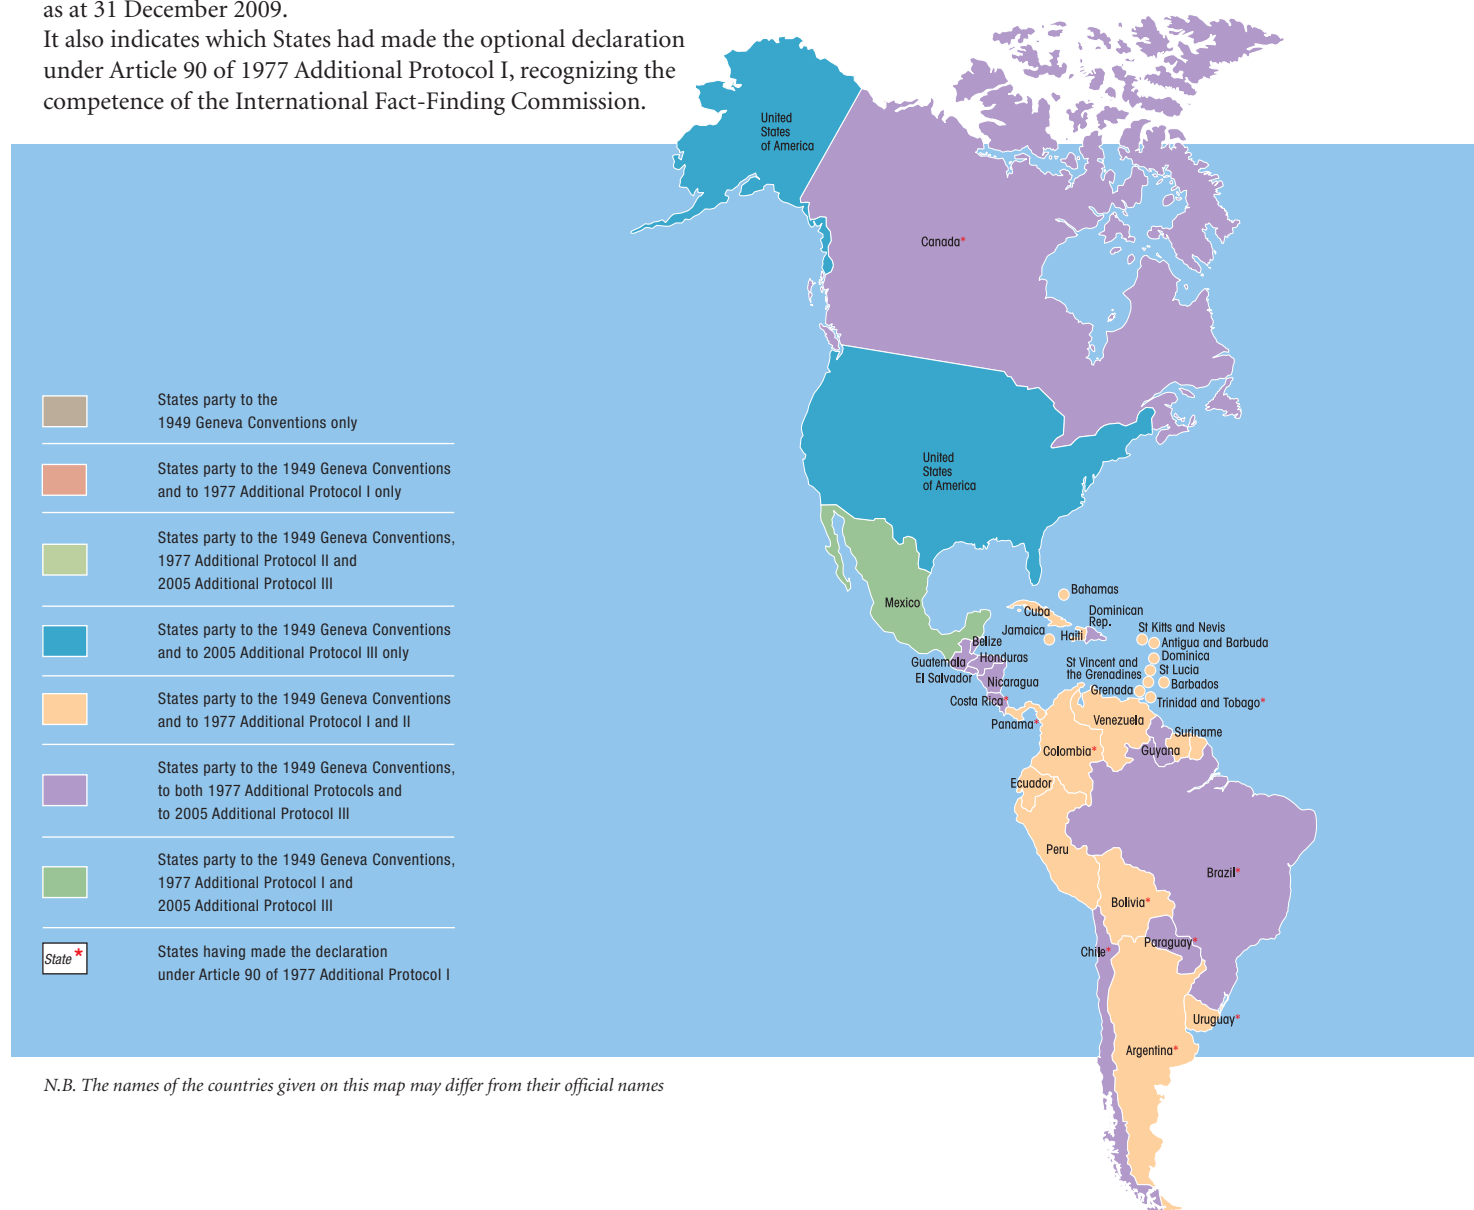 as at 31 December 2009.
It also indicates which States had made the optional declaration
under Article 90 of 1977 Additional Protocol I, recognizing the
competence of the International Fact-Finding Commission.
United
States
of America
Canada*
States party to the
1949 Geneva Conventions only
States party to the 1949 Geneva Conventions
and to 1977 Additional Protocol I only
States party to the 1949 Geneva Conventions,
1977 Additional Protocol II and
2005 Additional Protocol III
States party to the 1949 Geneva Conventions
and to 2005 Additional Protocol III only
States party to the 1949 Geneva Conventions
and to 1977 Additional Protocol I and II
States party to the 1949 Geneva Conventions,
to both 1977 Additional Protocols and
to 2005 Additional Protocol III
States party to the 1949 Geneva Conventions,
1977 Additional Protocol I and
2005 Additional Protocol III
State *
States having made the declaration
under Article 90 of 1977 Additional Protocol I
United
States
of America
Mexico
Bahamas
Cuba
Dominican
Rep.
Jamaica
Haiti
St Kitts and Nevis
Antigua and Barbuda
Belize
Dominica
Guatemala
Honduras
St Vincent and
the Grenadines
St Lucia
El Salvador
Nicaragua
Grenada
Barbados
Costa Rica*
Trinidad and Tobago*
Panama*
Venezuela
Suriname
Colombia*
Guyana
Ecuador
Peru
Brazil*
Bolivia*
Chile*
Paraguay*
Uruguay*
Argentina*
N.B. The names of the countries given on this map may differ from their official names